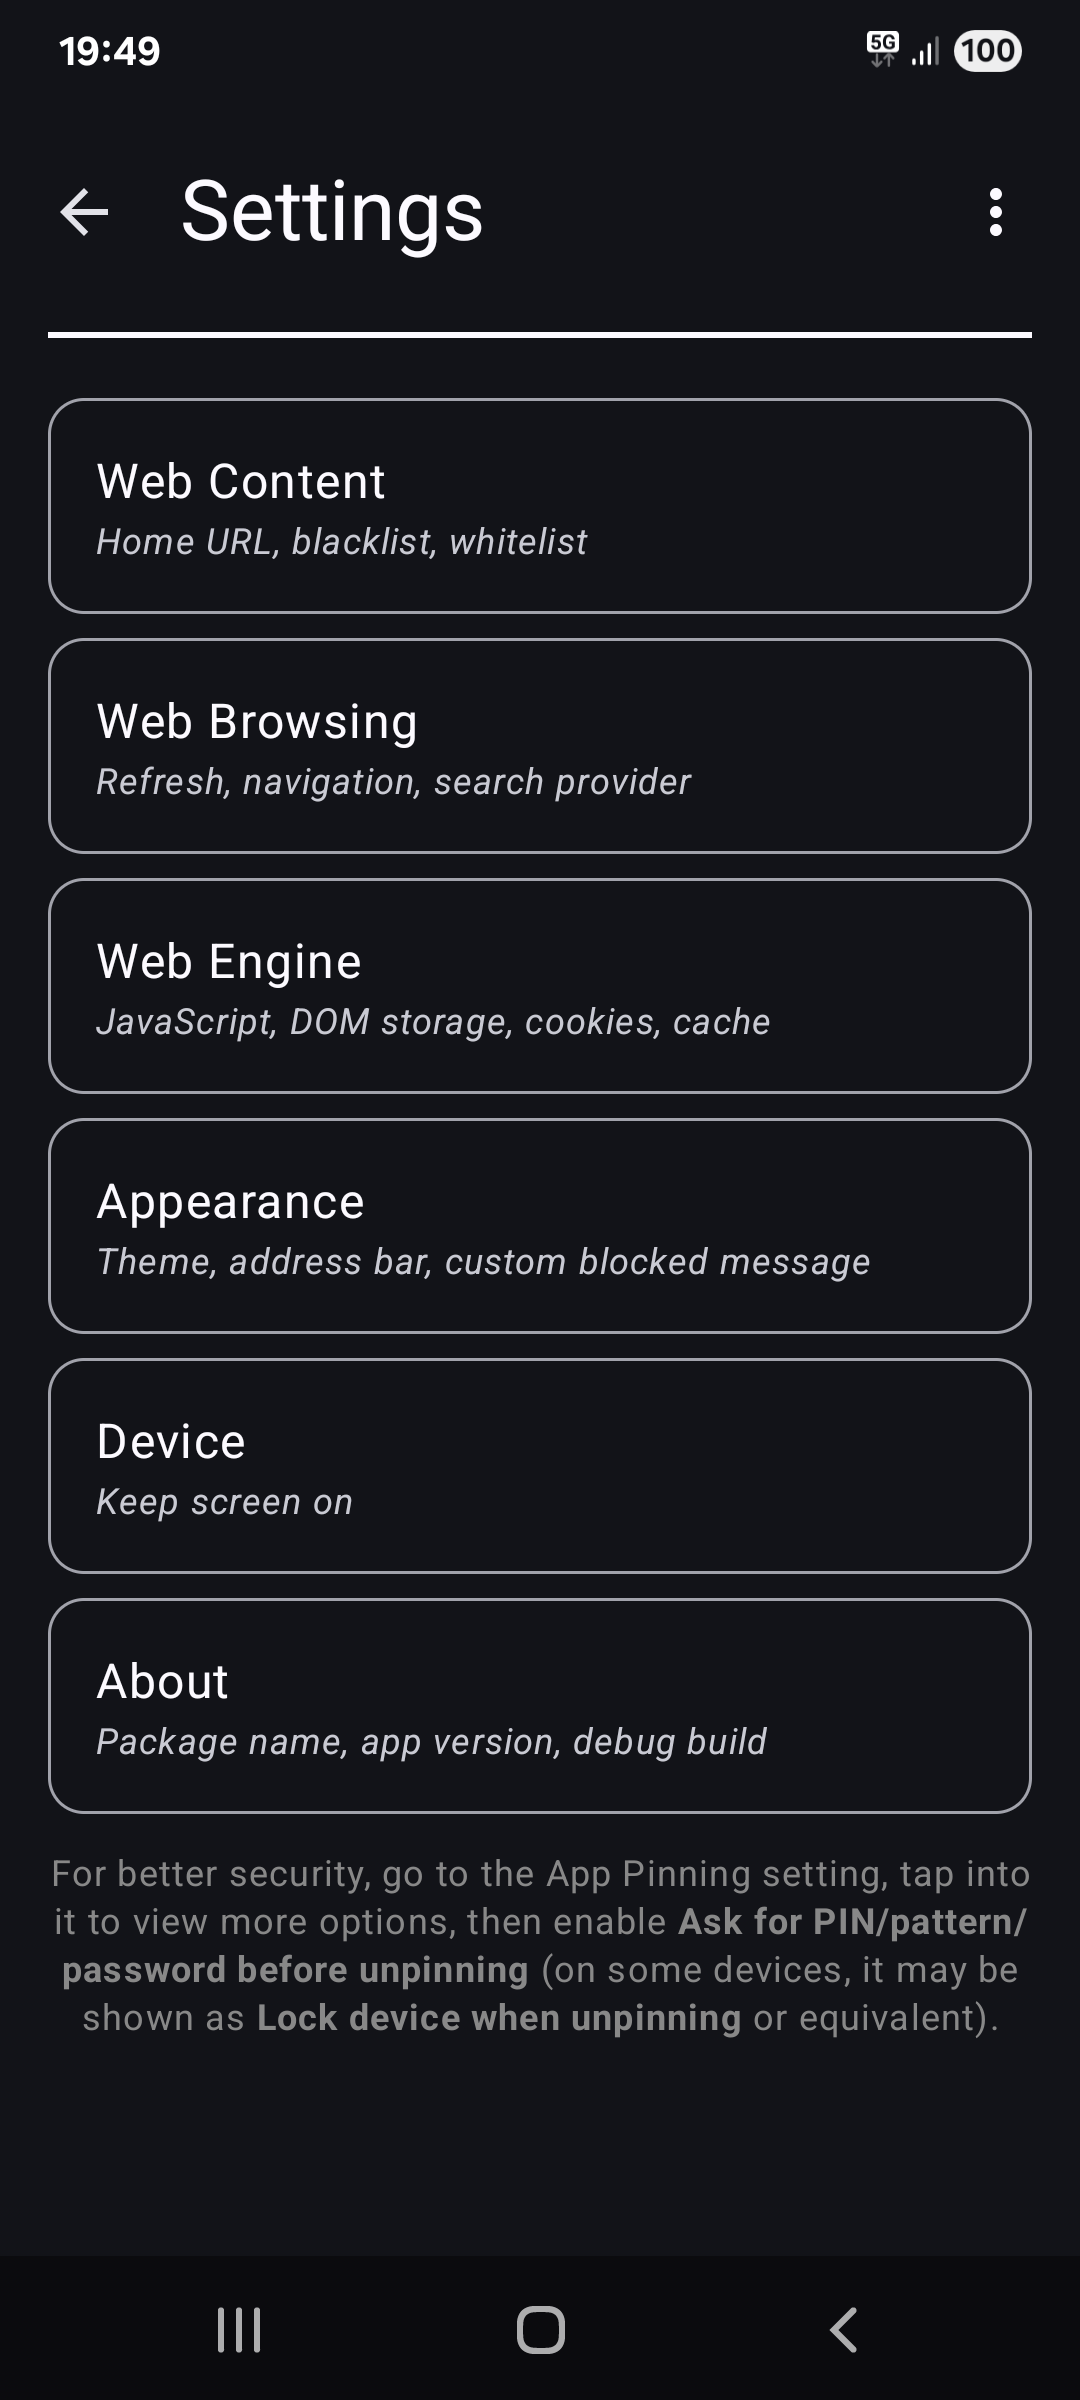 19:49
5G
100
Settings
Web Content
Home URL, blacklist, whitelist
Web Browsing
Refresh, navigation, search provider
Web Engine
JavaScript, DOM storage, cookies, cache
Appearance
Theme, address bar, custom blocked message
Device
Keep screen on
About
Package name, app version, debug build
For better security, go to the App Pinning setting, tap into
it to view more options, then enable Ask for PIN/pattern/
password before unpinning (on some devices, it may be
shown as Lock device when unpinning or equivalent).